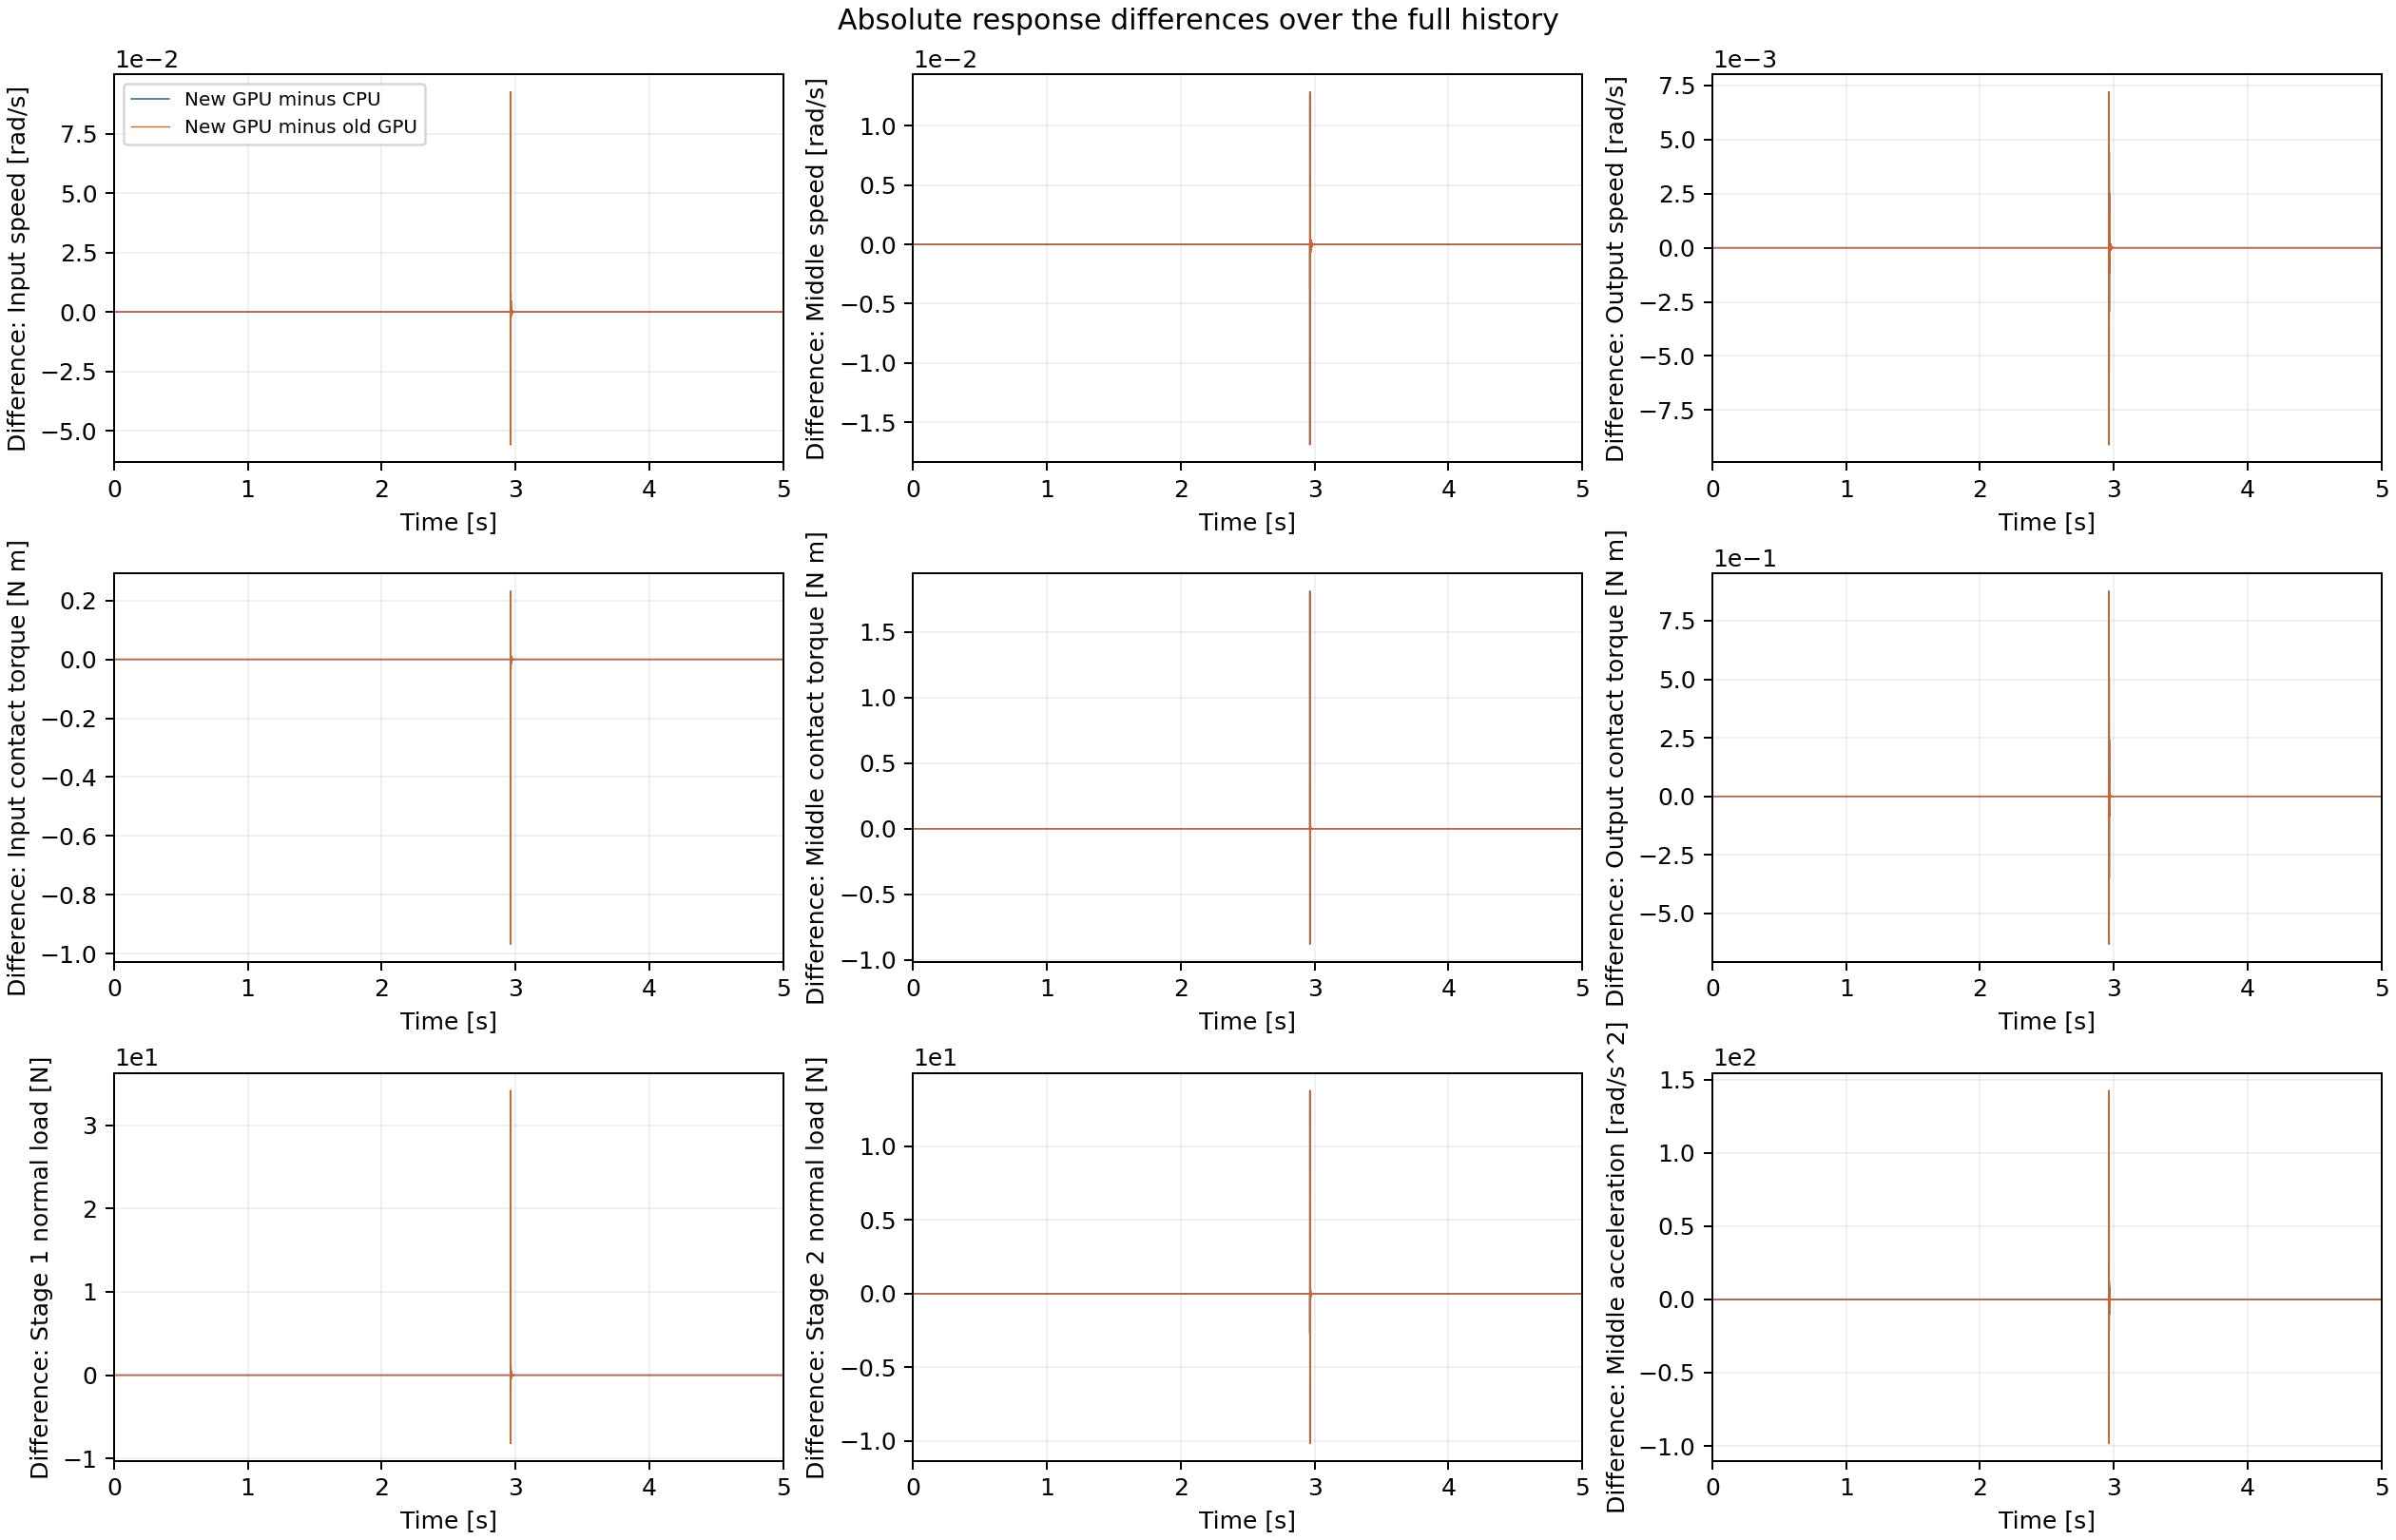 Absolute response differences over the full history
1e−2
Difference: Input speed [rad/s]
New GPU minus CPU
New GPU minus old GPU
7.5
5.0
2.5
0.0
−2.5
−5.0
0 1 2 3 4 5
Time [s]
1e−2
Difference: Middle speed [rad/s]
1.0
0.5
0.0
−0.5
−1.0
−1.5
0 1 2 3 4 5
Time [s]
1e−3
Difference: Output speed [rad/s]
7.5
5.0
2.5
0.0
−2.5
−5.0
−7.5
0 1 2 3 4 5
Time [s]
Difference: Input contact torque [N m]
0.2
0.0
−0.2
−0.4
−0.6
−0.8
−1.0
0 1 2 3 4 5
Time [s]
Difference: Middle contact torque [N m]
1.5
1.0
0.5
0.0
−0.5
−1.0
0 1 2 3 4 5
Time [s]
1e−1
Difference: Output contact torque [N m]
7.5
5.0
2.5
0.0
−2.5
−5.0
0 1 2 3 4 5
Time [s]
1e1
Difference: Stage 1 normal load [N]
3
2
1
0
−1
0 1 2 3 4 5
Time [s]
1e1
Difference: Stage 2 normal load [N]
1.0
0.5
0.0
−0.5
−1.0
0 1 2 3 4 5
Time [s]
1e2
Difference: Middle acceleration [rad/s^2]
1.5
1.0
0.5
0.0
−0.5
−1.0
0 1 2 3 4 5
Time [s]